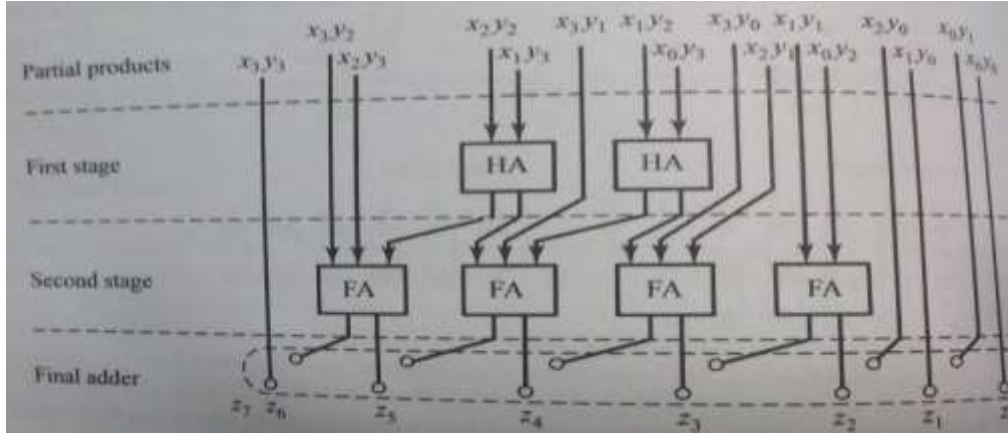 x₃y₂ x₂y₂ x₃y₁ x₁y₂ x₃y₀ x₁y₁ x₂y₀ x₀y₁
Partial products x₃y₃ x₂y₃ x₁y₃ x₀y₃ x₂y₁ x₀y₂ x₁y₀ x₀y₀
First stage HA HA
Second stage FA FA FA FA
Final adder
z₇ z₆ z₅ z₄ z₃ z₂ z₁